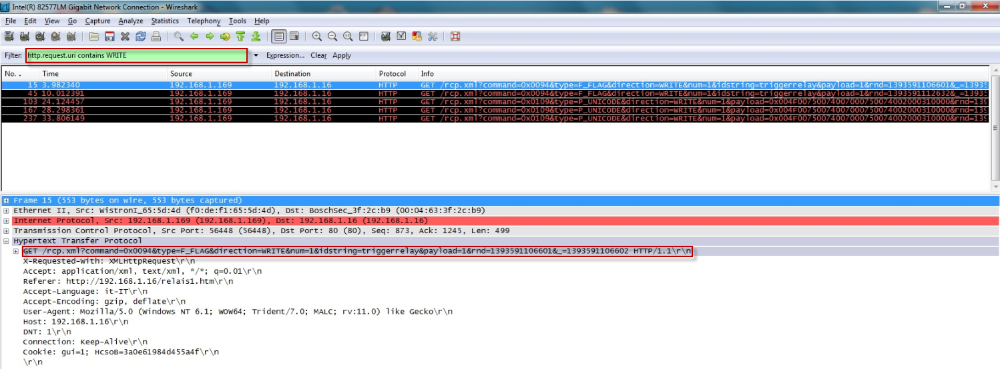 Intel(R) 82577LM Gigabit Network Connection - Wireshark
File Edit View Go Capture Analyze Statistics Telephony Tools Help
Filter: http.request.uri contains WRITE Expression... Clear Apply
No. . Time Source Destination Protocol Info
15 3.982340 192.168.1.169 192.168.1.16 HTTP GET /rcp.xml?command=0x0094&type=F_FLAG&direction=WRITE&num=1&idstring=triggerrelay&payload=1&rnd=1393591106601&_=13935
45 10.012391 192.168.1.169 192.168.1.16 HTTP GET /rcp.xml?command=0x0094&type=F_FLAG&direction=WRITE&num=1&idstring=triggerrelay&payload=1&rnd=1393591112632&_=13935
103 24.124457 192.168.1.169 192.168.1.16 HTTP GET /rcp.xml?command=0x0109&type=P_UNICODE&direction=WRITE&num=1&payload=0x004F00750074007000750074002000310000&rnd=139
167 28.298361 192.168.1.169 192.168.1.16 HTTP GET /rcp.xml?command=0x0109&type=P_UNICODE&direction=WRITE&num=1&payload=0x004F00750074007000750074002000310000&rnd=139
237 33.806149 192.168.1.169 192.168.1.16 HTTP GET /rcp.xml?command=0x0109&type=P_UNICODE&direction=WRITE&num=1&payload=0x004F00750074007000750074002000310000&rnd=139
Frame 15 (553 bytes on wire, 553 bytes captured)
Ethernet II, Src: WistronI_65:5d:4d (f0:de:f1:65:5d:4d), Dst: BoschSec_3f:2c:b9 (00:04:63:3f:2c:b9)
Internet Protocol, Src: 192.168.1.169 (192.168.1.169), Dst: 192.168.1.16 (192.168.1.16)
Transmission Control Protocol, Src Port: 56448 (56448), Dst Port: 80 (80), Seq: 873, Ack: 1245, Len: 499
Hypertext Transfer Protocol
GET /rcp.xml?command=0x0094&type=F_FLAG&direction=WRITE&num=1&idstring=triggerrelay&payload=1&rnd=1393591106601&_=1393591106602 HTTP/1.1\r\n
X-Requested-With: XMLHttpRequest\r\n
Accept: application/xml, text/xml, */*; q=0.01\r\n
Referer: http://192.168.1.16/relais1.htm\r\n
Accept-Language: it-IT\r\n
Accept-Encoding: gzip, deflate\r\n
User-Agent: Mozilla/5.0 (Windows NT 6.1; WOW64; Trident/7.0; MALC; rv:11.0) like Gecko\r\n
Host: 192.168.1.16\r\n
DNT: 1\r\n
Connection: Keep-Alive\r\n
Cookie: gui=1; HcsoB=3a0e61984d455a4f\r\n
\r\n